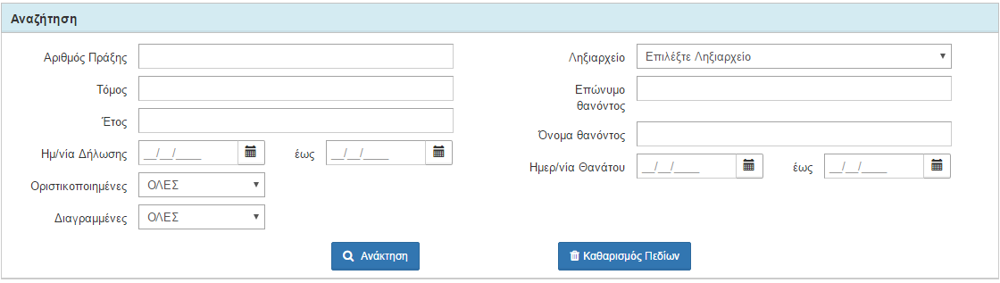 Αναζήτηση
Αριθμός Πράξης
Τόμος
Έτος
Ημ/νία Δήλωσης __/__/____ έως __/__/____
Οριστικοποιημένες ΟΛΕΣ
Διαγραμμένες ΟΛΕΣ
Ληξιαρχείο Επιλέξτε Ληξιαρχείο
Επώνυμο
θανόντος
Όνομα θανόντος
Ημερ/νία Θανάτου __/__/____ έως __/__/____
Ανάκτηση
Καθαρισμός Πεδίων